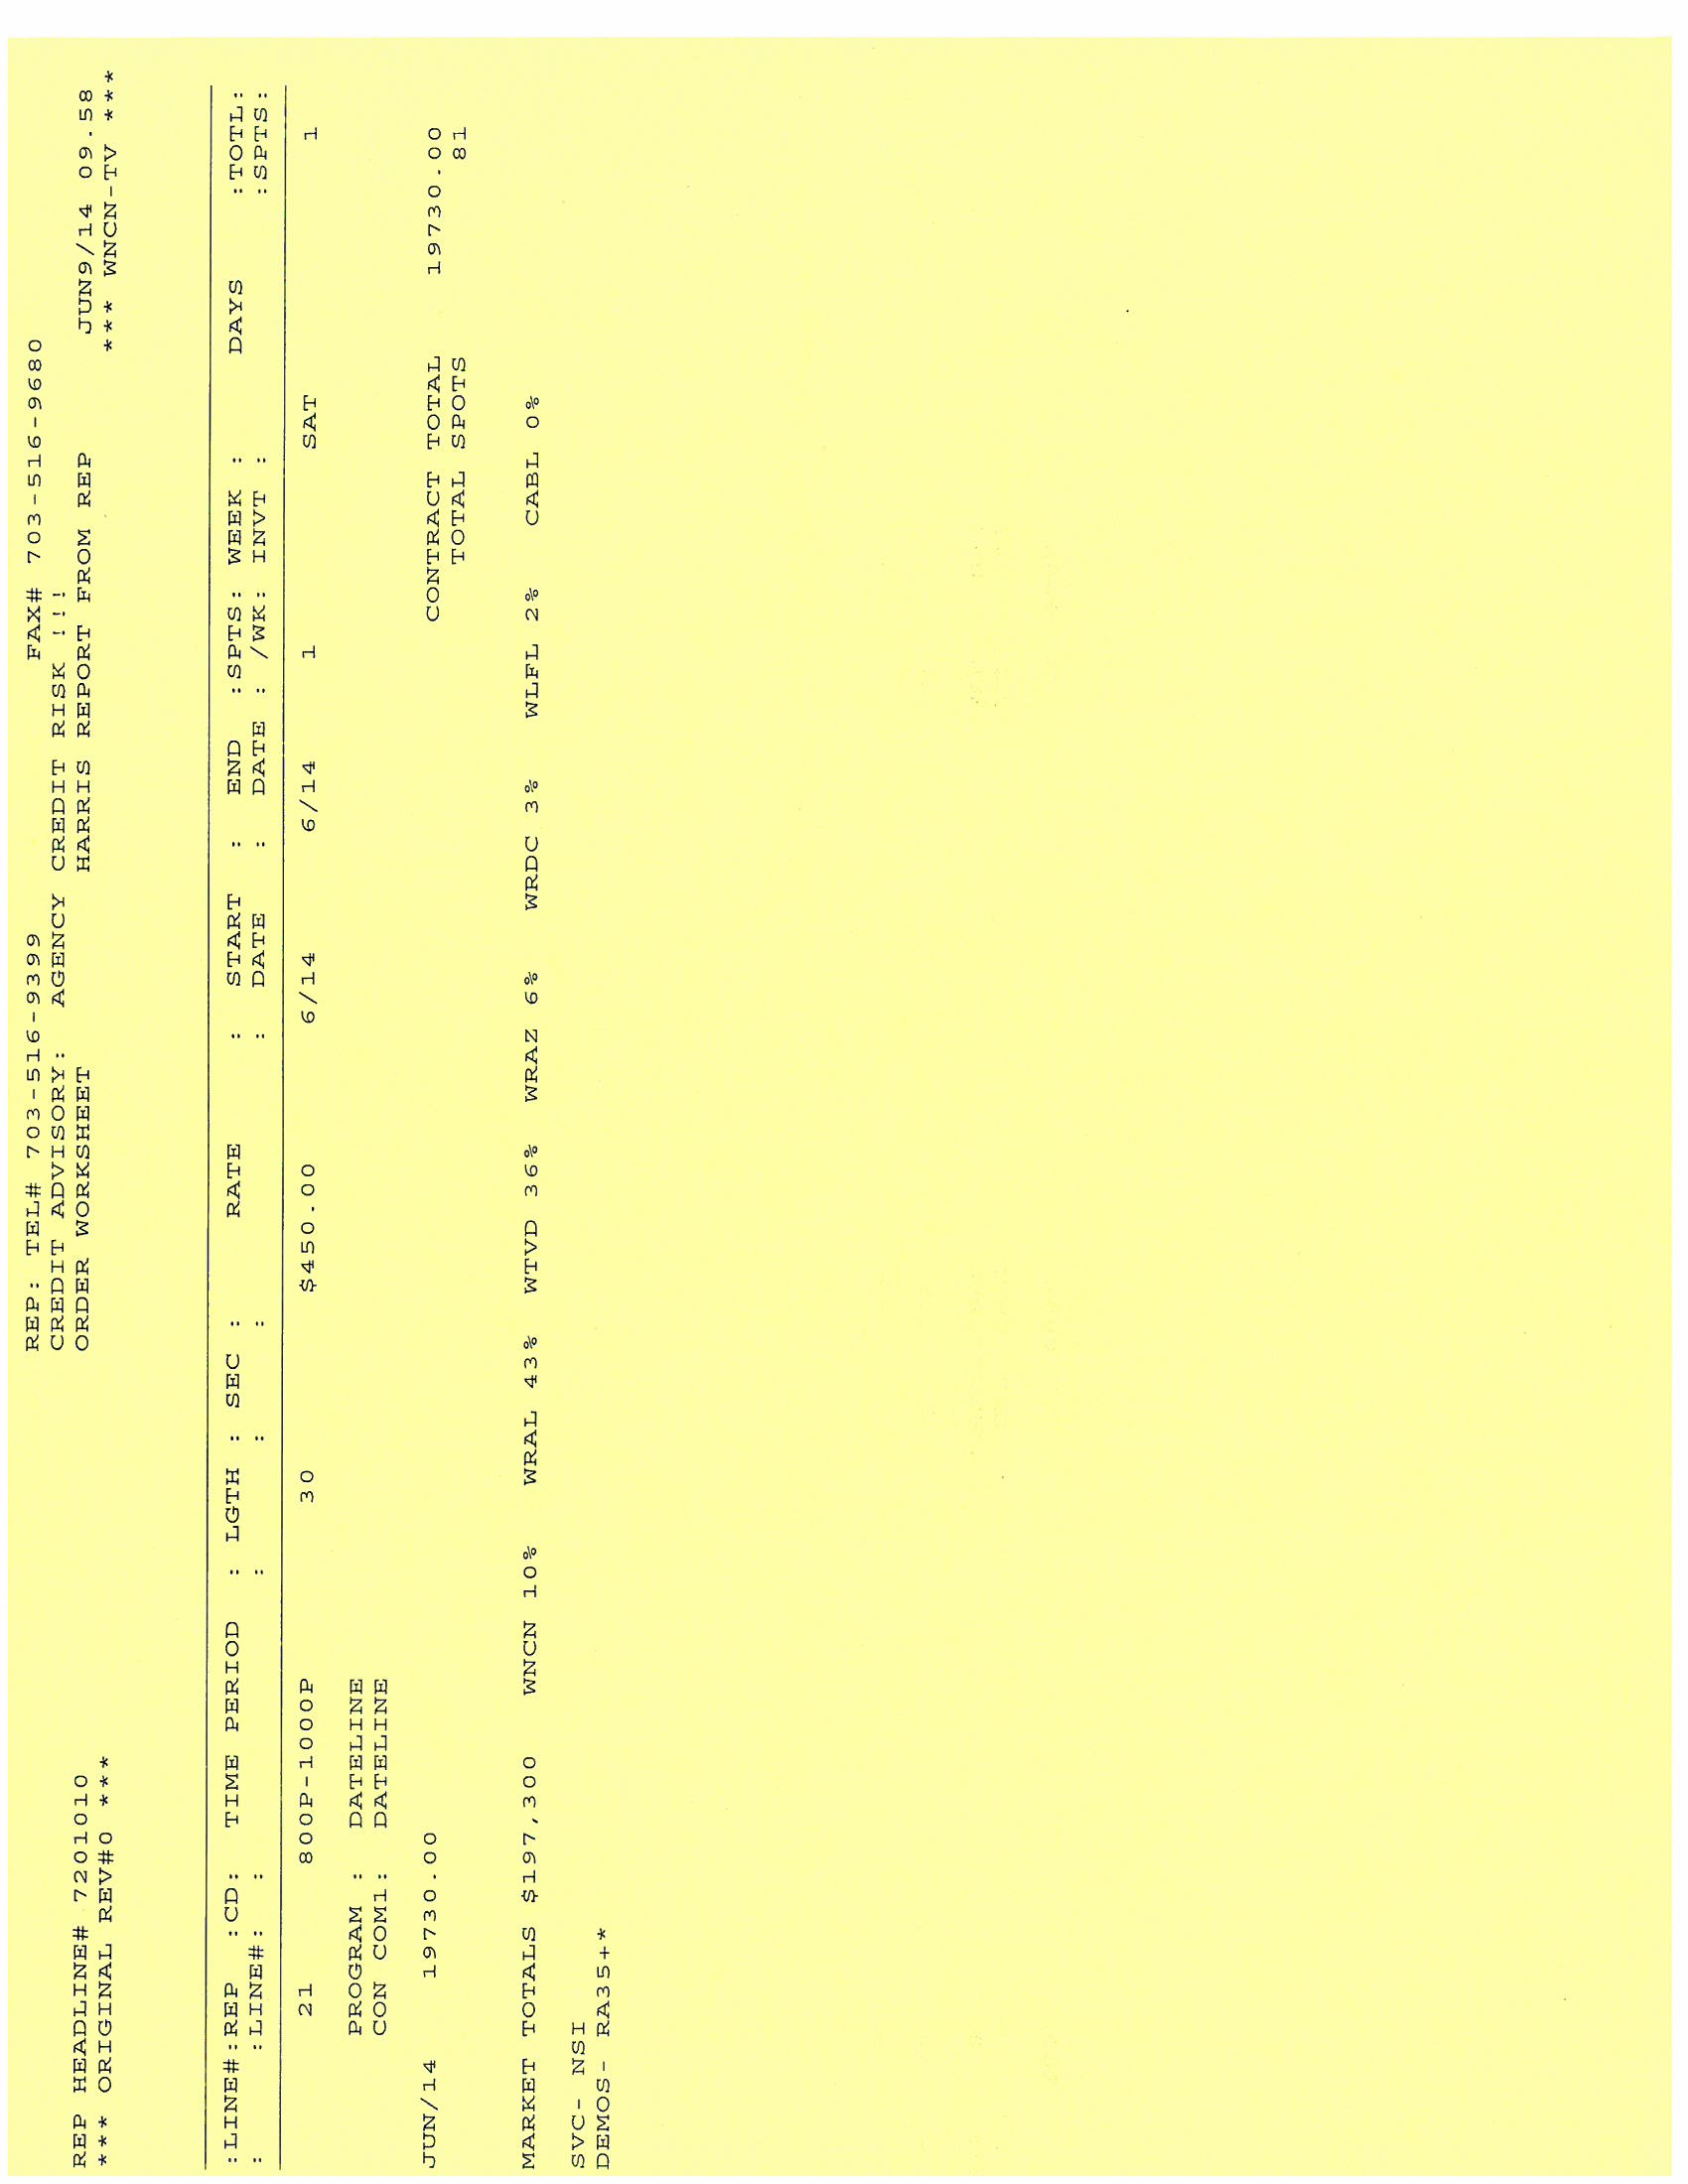 REP: TEL# 703-516-9399 FAX# 703-516-9680
CREDIT ADVISORY: AGENCY CREDIT RISK !!!
REP HEADLINE# 7201010 ORDER WORKSHEET HARRIS REPORT FROM REP JUN9/14 09.58
*** ORIGINAL REV#0 *** *** WNCN-TV ***
:LINE#:REP :CD: TIME PERIOD : LGTH : SEC : RATE : START : END :SPTS: WEEK : DAYS :TOTL:
: :LINE#: : : : : : DATE : DATE : /WK: INVT : :SPTS:
21 800P-1000P 30 $450.00 6/14 6/14 1 SAT 1
PROGRAM : DATELINE
CON COM1: DATELINE
JUN/14 19730.00 CONTRACT TOTAL 19730.00
TOTAL SPOTS 81
MARKET TOTALS $197,300 WNCN 10% WRAL 43% WTVD 36% WRAZ 6% WRDC 3% WLFL 2% CABL 0%
SVC- NSI
DEMOS- RA35+*